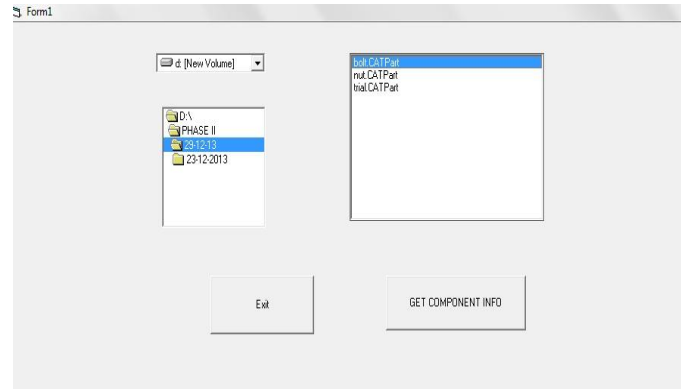 Form1
d: [New Volume]
bolt.CATPart
nut.CATPart
trial.CATPart
D:\
PHASE II
29-12-13
23-12-2013
Exit
GET COMPONENT INFO